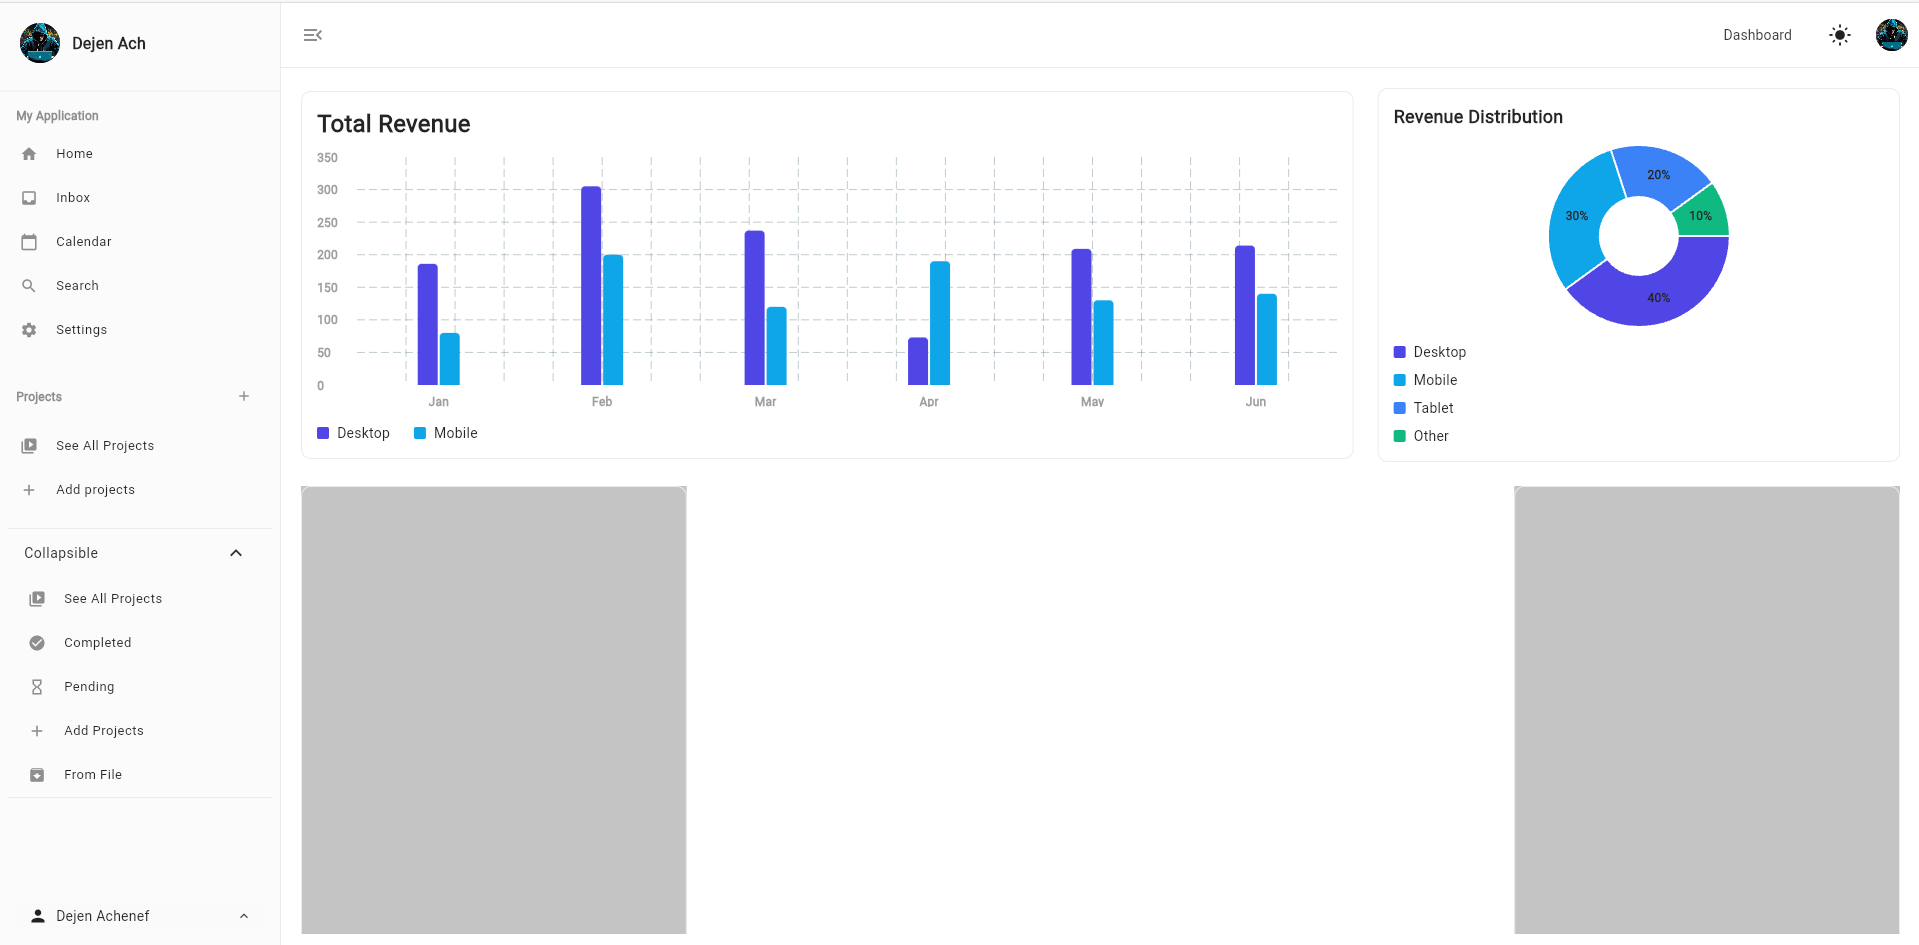 Dejen Ach
My Application
Home
Inbox
Calendar
Search
Settings
Projects
See All Projects
Add projects
Collapsible
See All Projects
Completed
Pending
Add Projects
From File
Dejen Achenef
Dashboard
Total Revenue
350
300
250
200
150
100
50
0
Jan Feb Mar Apr May Jun
Desktop Mobile
Revenue Distribution
20%
30%
10%
40%
Desktop
Mobile
Tablet
Other